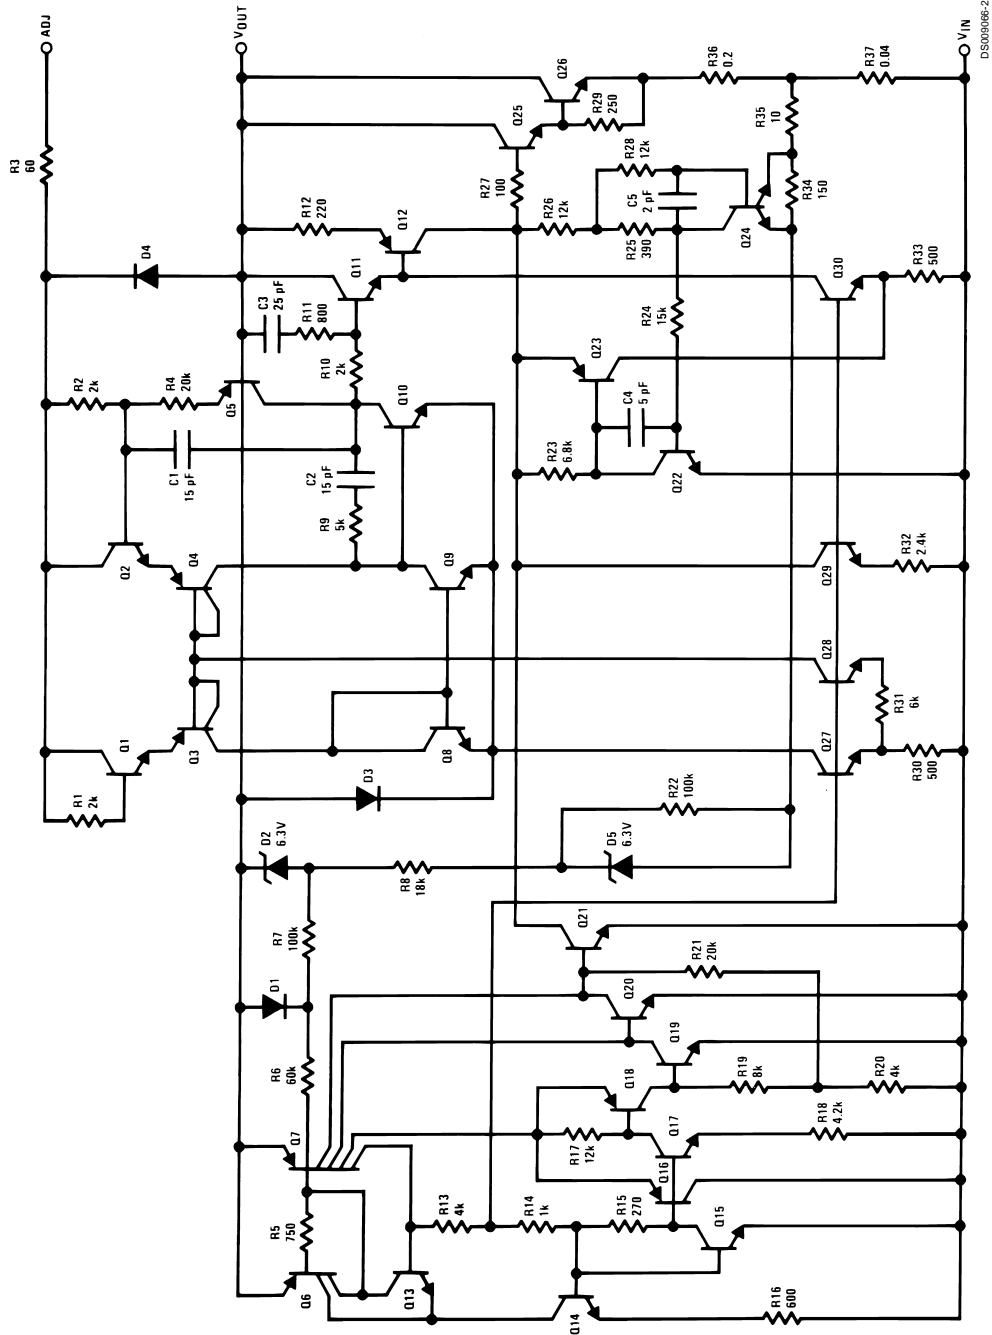 ADJ
R3
60
VOUT
D4
R2
2k
R4
20k
C3
25 pF
R12
220
Q5
R11
800
Q11
Q12
R10
2k
C1
15 pF
C2
15 pF
R9
5k
Q10
Q2
Q4
Q1
R1
2k
Q3
Q9
Q8
D3
D2
6.3V
R8
18k
R7
100k
D1
R6
60k
Q7
R5
750
Q6
Q13
R13
4k
R14
1k
R15
270
Q14
R16
600
Q15
Q16
Q17
R17
12k
Q18
R18
4.2k
R19
8k
R20
4k
Q19
Q20
R21
20k
Q21
D5
6.3V
R22
100k
Q27
Q28
R30
500
R31
6k
Q29
R32
2.4k
Q22
R23
6.8k
C4
5 pF
Q23
R24
15k
R25
390
R26
12k
R27
100
R28
12k
C5
2 pF
Q24
Q25
Q26
R29
250
R34
150
R35
10
R36
0.2
R37
0.04
Q30
R33
500
VIN
DS009066-2